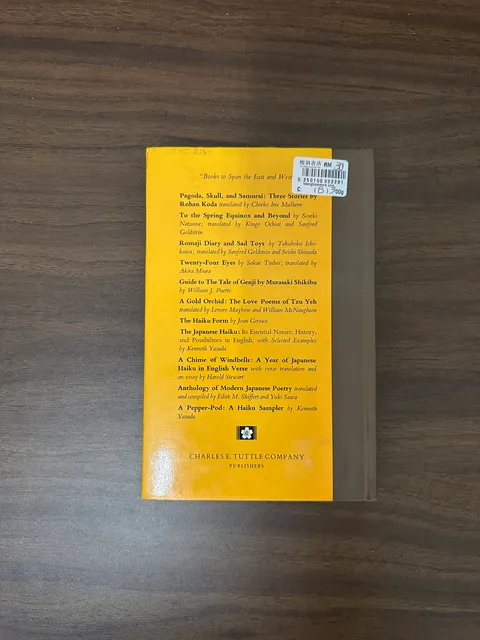 "Books to Span the East and West
RM 39
0 250100 022291
(B) 300g
Pagoda, Skull, and Samurai: Three Stories by
Rohan Koda translated by Chieko Irie Mulhern
To the Spring Equinox and Beyond by Soseki
Natsume; translated by Kingo Ochiai and Sanford
Goldstein
Romaji Diary and Sad Toys by Takuboku Ishi-
kawa; translated by Sanford Goldstein and Seishi Shinoda
Twenty-Four Eyes by Sakae Tsuboi; translated by
Akira Miura
Guide to The Tale of Genji by Murasaki Shikibu
by William J. Puette
A Gold Orchid: The Love Poems of Tzu Yeh
translated by Lenore Mayhew and William McNaughton
The Haiku Form by Joan Giroux
The Japanese Haiku: Its Essential Nature, History,
and Possibilities in English, with Selected Examples
by Kenneth Yasuda
A Chime of Windbells: A Year of Japanese
Haiku in English Verse with verse translation and
an essay by Harold Stewart
Anthology of Modern Japanese Poetry translated
and compiled by Edith M. Shiffert and Yuki Sawa
A Pepper-Pod: A Haiku Sampler by Kenneth
Yasuda
CHARLES E. TUTTLE COMPANY
PUBLISHERS